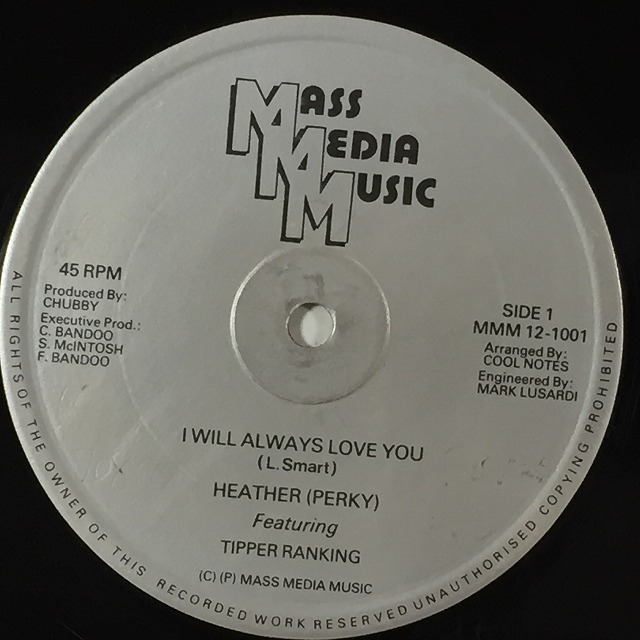 MASS
MEDIA
MUSIC
45 RPM
Produced By:
CHUBBY
Executive Prod.:
C. BANDOO
S. McINTOSH
F. BANDOO
SIDE 1
MMM 12-1001
Arranged By:
COOL NOTES
Engineered By:
MARK LUSARDI
I WILL ALWAYS LOVE YOU
(L. Smart)
HEATHER (PERKY)
Featuring
TIPPER RANKING
(C) (P) MASS MEDIA MUSIC
ALL RIGHTS OF THE OWNER OF THIS RECORDED WORK RESERVED UNAUTHORISED COPYING PROHIBITED